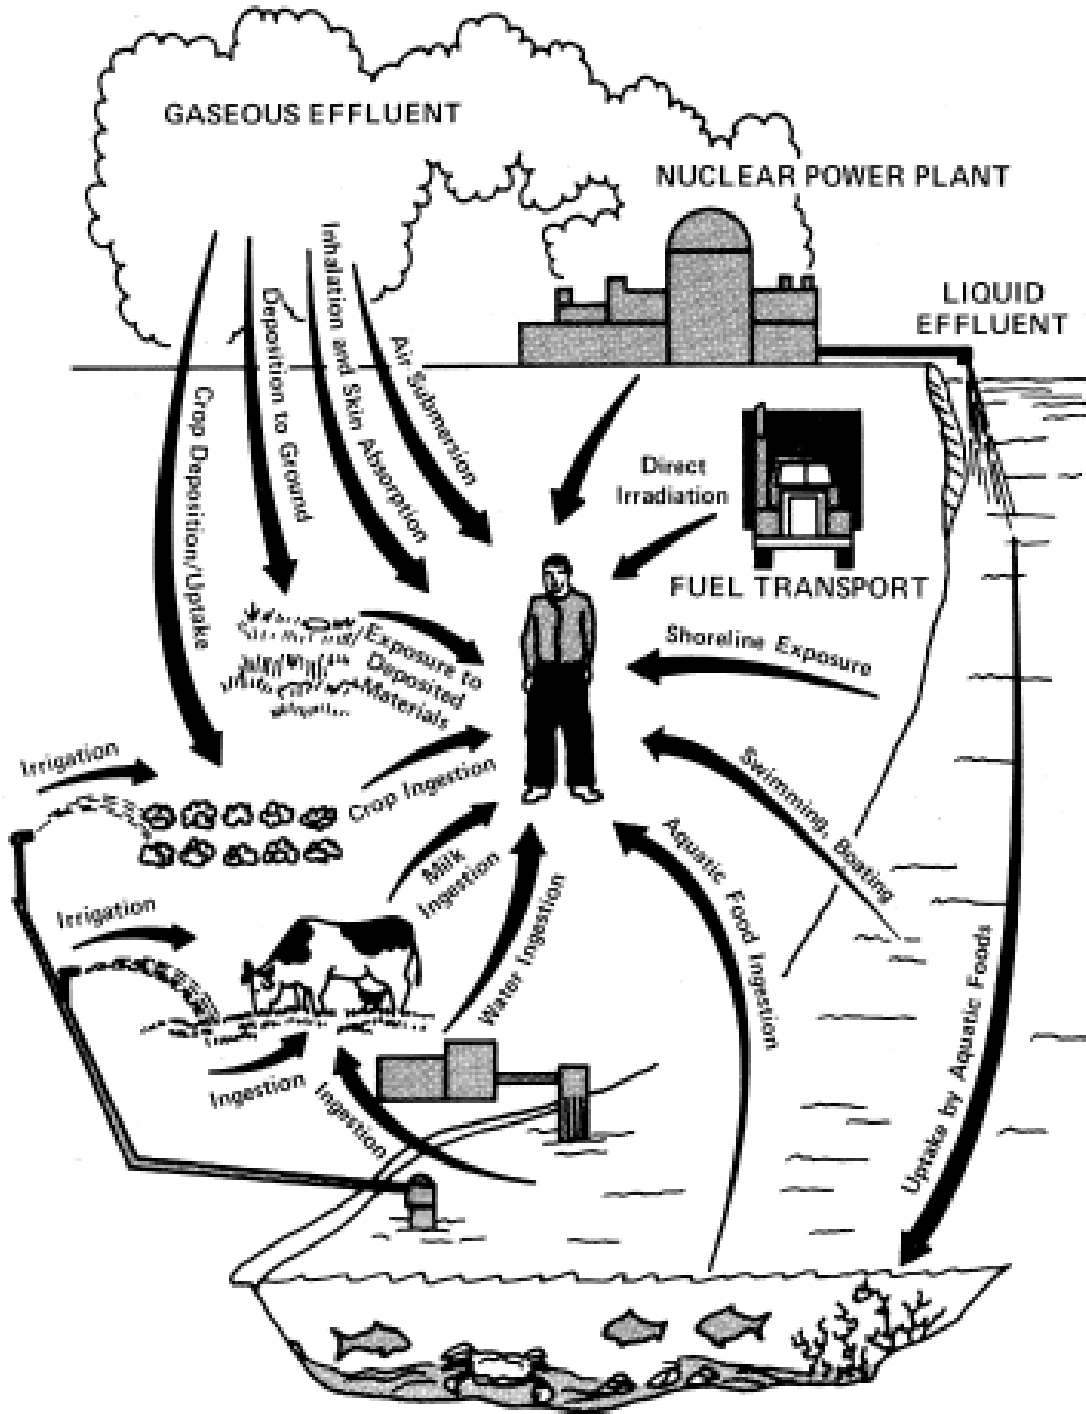 GASEOUS EFFLUENT
NUCLEAR POWER PLANT
LIQUID
EFFLUENT
Inhalation and Skin Absorption
Deposition to Ground
Air Submersion
Crop Deposition/Uptake
Direct
Irradiation
FUEL TRANSPORT
Exposure to
Deposited
Materials
Shoreline Exposure
Irrigation
Crop Ingestion
Swimming, Boating
Milk
Ingestion
Aquatic Food Ingestion
Irrigation
Water Ingestion
Uptake by Aquatic Foods
Ingestion
Ingestion